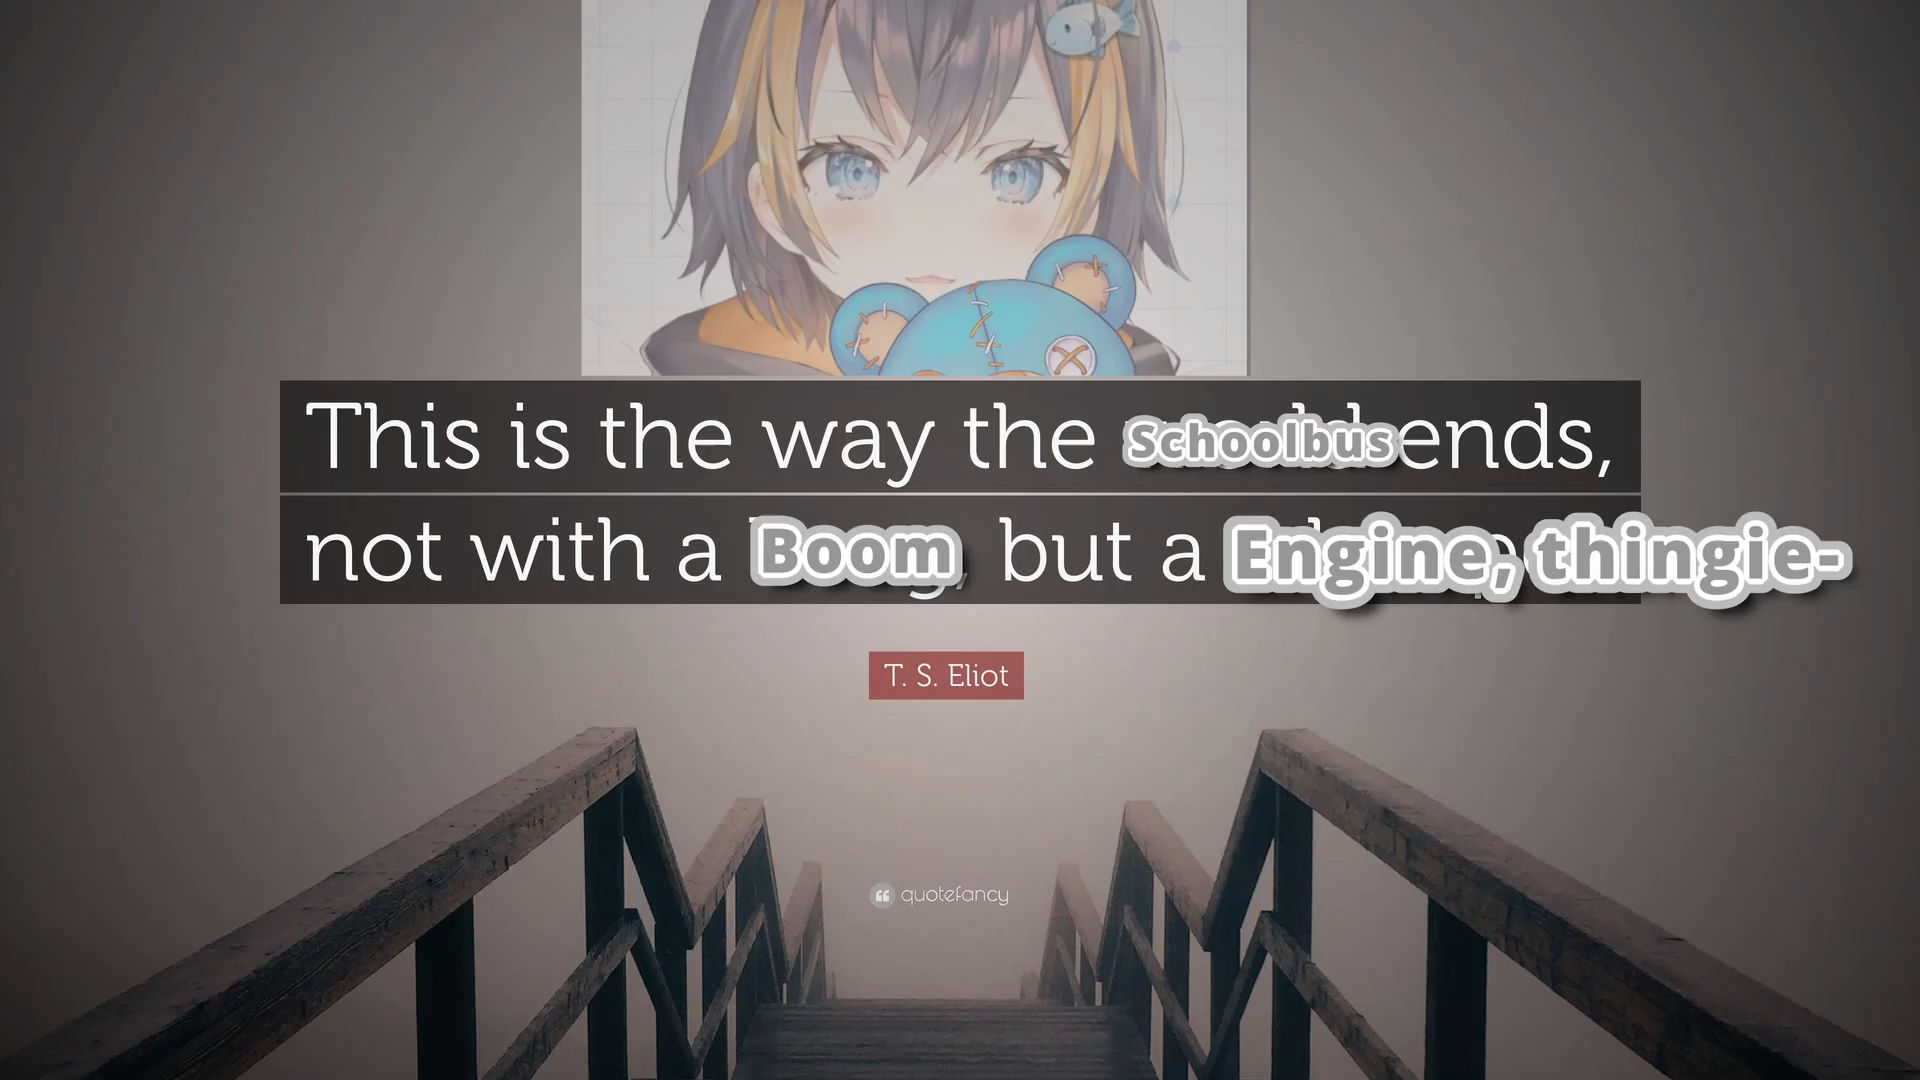 This is the way the Schoolbus ends,
not with a Boom, but a Engine, thingie-
T. S. Eliot
quotefancy